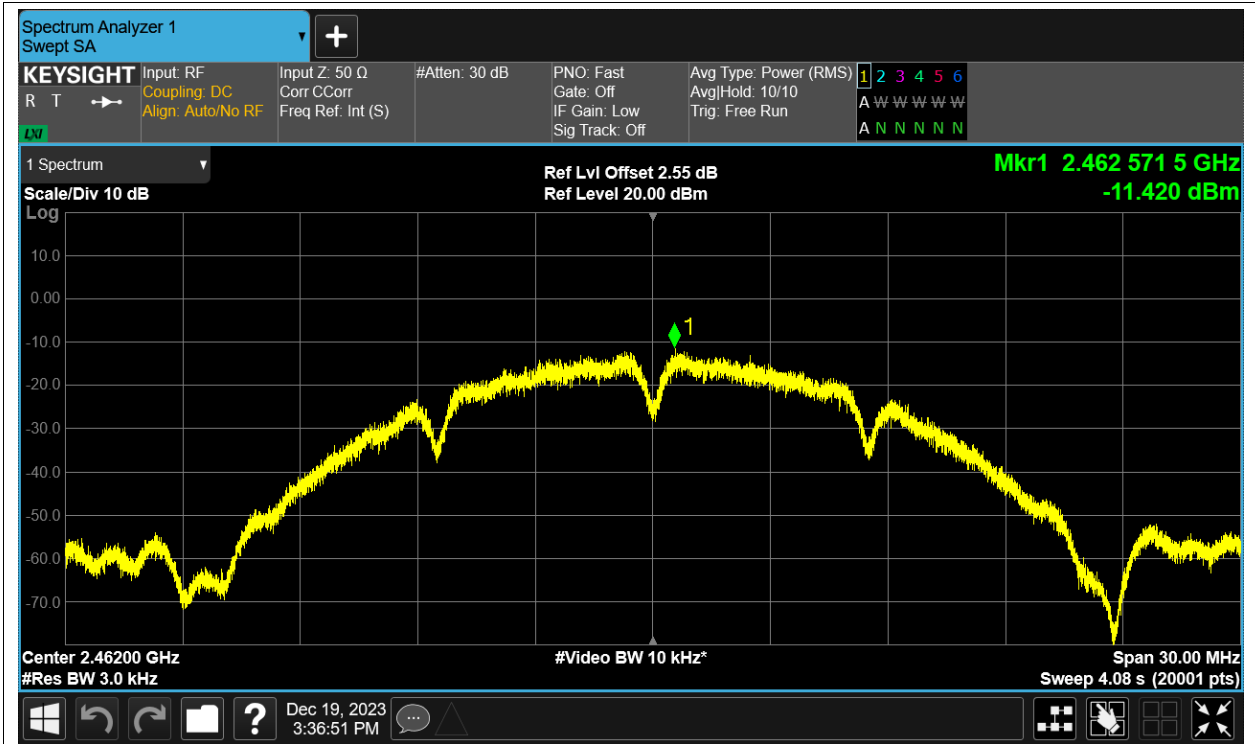 Spectrum Analyzer 1
Swept SA
KEYSIGHT
R T
LXI
Input: RF
Coupling: DC
Align: Auto/No RF
Input Z: 50 Ω
Corr CCorr
Freq Ref: Int (S)
#Atten: 30 dB
PNO: Fast
Gate: Off
IF Gain: Low
Sig Track: Off
Avg Type: Power (RMS)
Avg|Hold: 10/10
Trig: Free Run
1 2 3 4 5 6
A W W W W W
A N N N N N
1 Spectrum
Scale/Div 10 dB
Log
Ref Lvl Offset 2.55 dB
Ref Level 20.00 dBm
Mkr1 2.462 571 5 GHz
-11.420 dBm
10.0
0.00
-10.0
-20.0
-30.0
-40.0
-50.0
-60.0
-70.0
1
Center 2.46200 GHz
#Res BW 3.0 kHz
#Video BW 10 kHz*
Span 30.00 MHz
Sweep 4.08 s (20001 pts)
?
Dec 19, 2023
3:36:51 PM